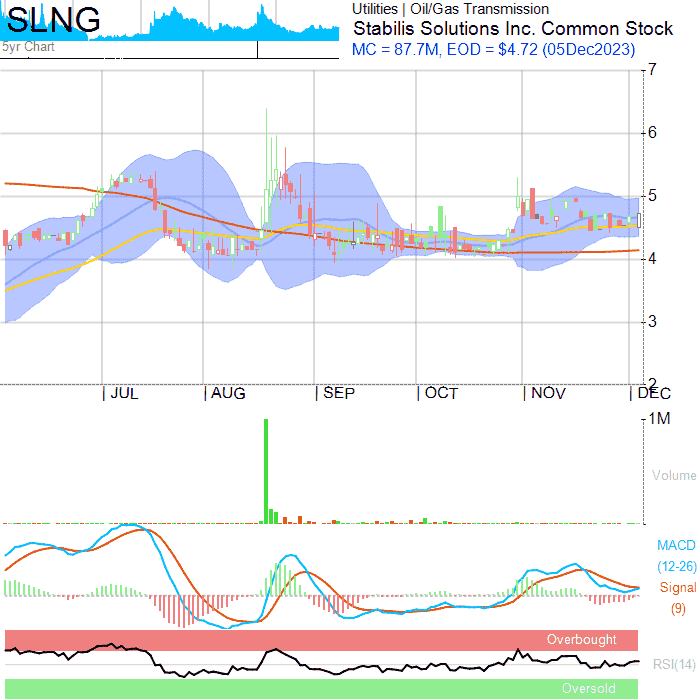 SLNG
5yr Chart
Utilities | Oil/Gas Transmission
Stabilis Solutions Inc. Common Stock
MC = 87.7M, EOD = $4.72 (05Dec2023)
7
6
5
4
3
2
JUL AUG SEP OCT NOV DEC
1M
Volume
MACD
(12-26)
Signal
(9)
Overbought
RSI(14)
Oversold